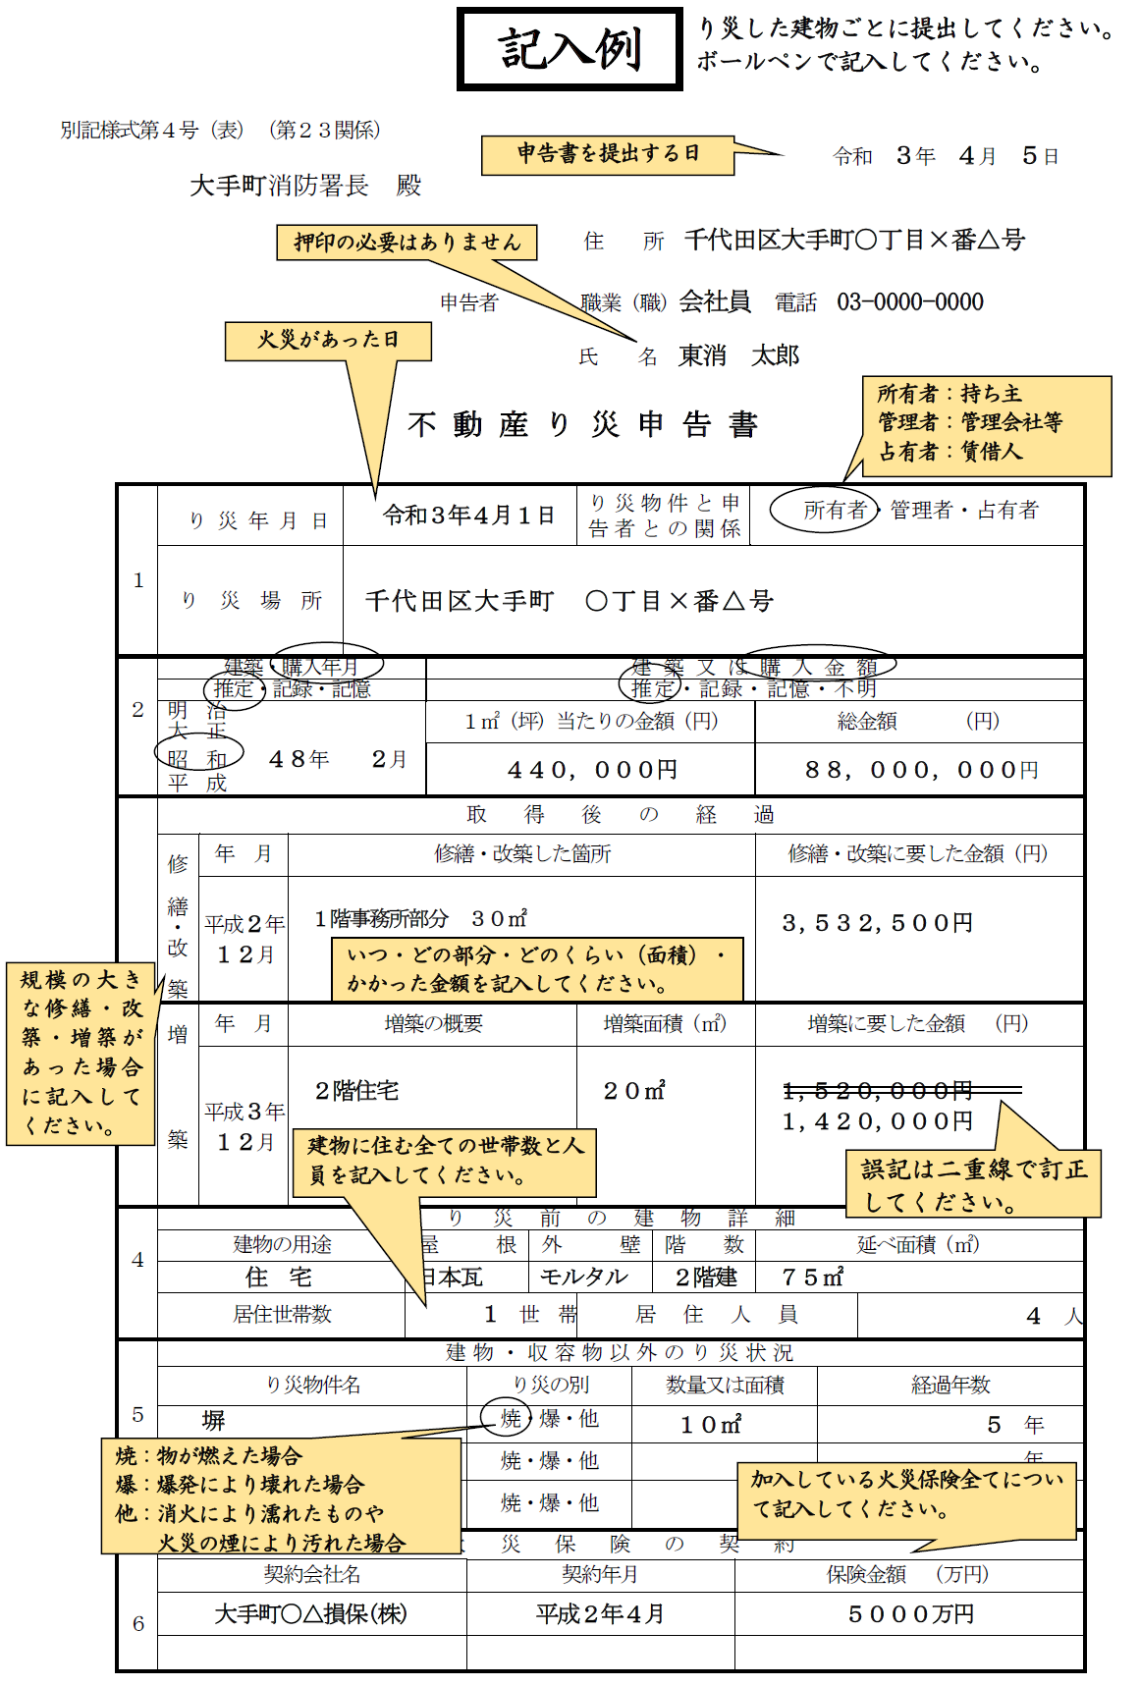 記入例
り災した建物ごとに提出してください。
ボールペンで記入してください。
別記様式第４号（表）（第２３関係）
申告書を提出する日
令和　３年　４月　５日
大手町消防署長　殿
押印の必要はありません
住　所　千代田区大手町〇丁目×番△号
申告者　職業（職）会社員　電話　03-0000-0000
火災があった日
氏　名　東消　太郎
所有者：持ち主
管理者：管理会社等
占有者：賃借人
不動産り災申告書
1
り災年月日
令和３年４月１日
り災物件と申
告者との関係
所有者・管理者・占有者
り災場所
千代田区大手町　〇丁目×番△号
2
建築・購入年月
建築又は購入金額
推定・記録・記憶
推定・記録・記憶・不明
明　治
大　正
昭　和
平　成
４８年　２月
１㎡（坪）当たりの金額（円）
総金額　（円）
４４０，０００円
８８，０００，０００円
取得後の経過
修繕・改築
年　月
修繕・改築した箇所
修繕・改築に要した金額（円）
平成２年
１２月
１階事務所部分　３０㎡
３,５３２,５００円
いつ・どの部分・どのくらい（面積）・
かかった金額を記入してください。
規模の大き
な修繕・改
築・増築が
あった場合
に記入して
ください。
増築
年　月
増築の概要
増築面積（㎡）
増築に要した金額　（円）
平成３年
１２月
２階住宅
２０㎡
１,５２０,０００円
１,４２０,０００円
建物に住む全ての世帯数と人
員を記入してください。
誤記は二重線で訂正
してください。
4
り災前の建物詳細
建物の用途
屋　根
外　壁
階　数
延べ面積（㎡）
住　宅
日本瓦
モルタル
２階建
７５㎡
居住世帯数
１　世　帯
居　住　人　員
４　人
5
建物・収容物以外のり災状況
り災物件名
り災の別
数量又は面積
経過年数
塀
焼・爆・他
１０㎡
５　年
焼・爆・他
年
焼・爆・他
焼：物が燃えた場合
爆：爆発により壊れた場合
他：消火により濡れたものや
火災の煙により汚れた場合
加入している火災保険全てについ
て記入してください。
6
災保険の契約
契約会社名
契約年月
保険金額　（万円）
大手町〇△損保(株)
平成２年４月
５０００万円